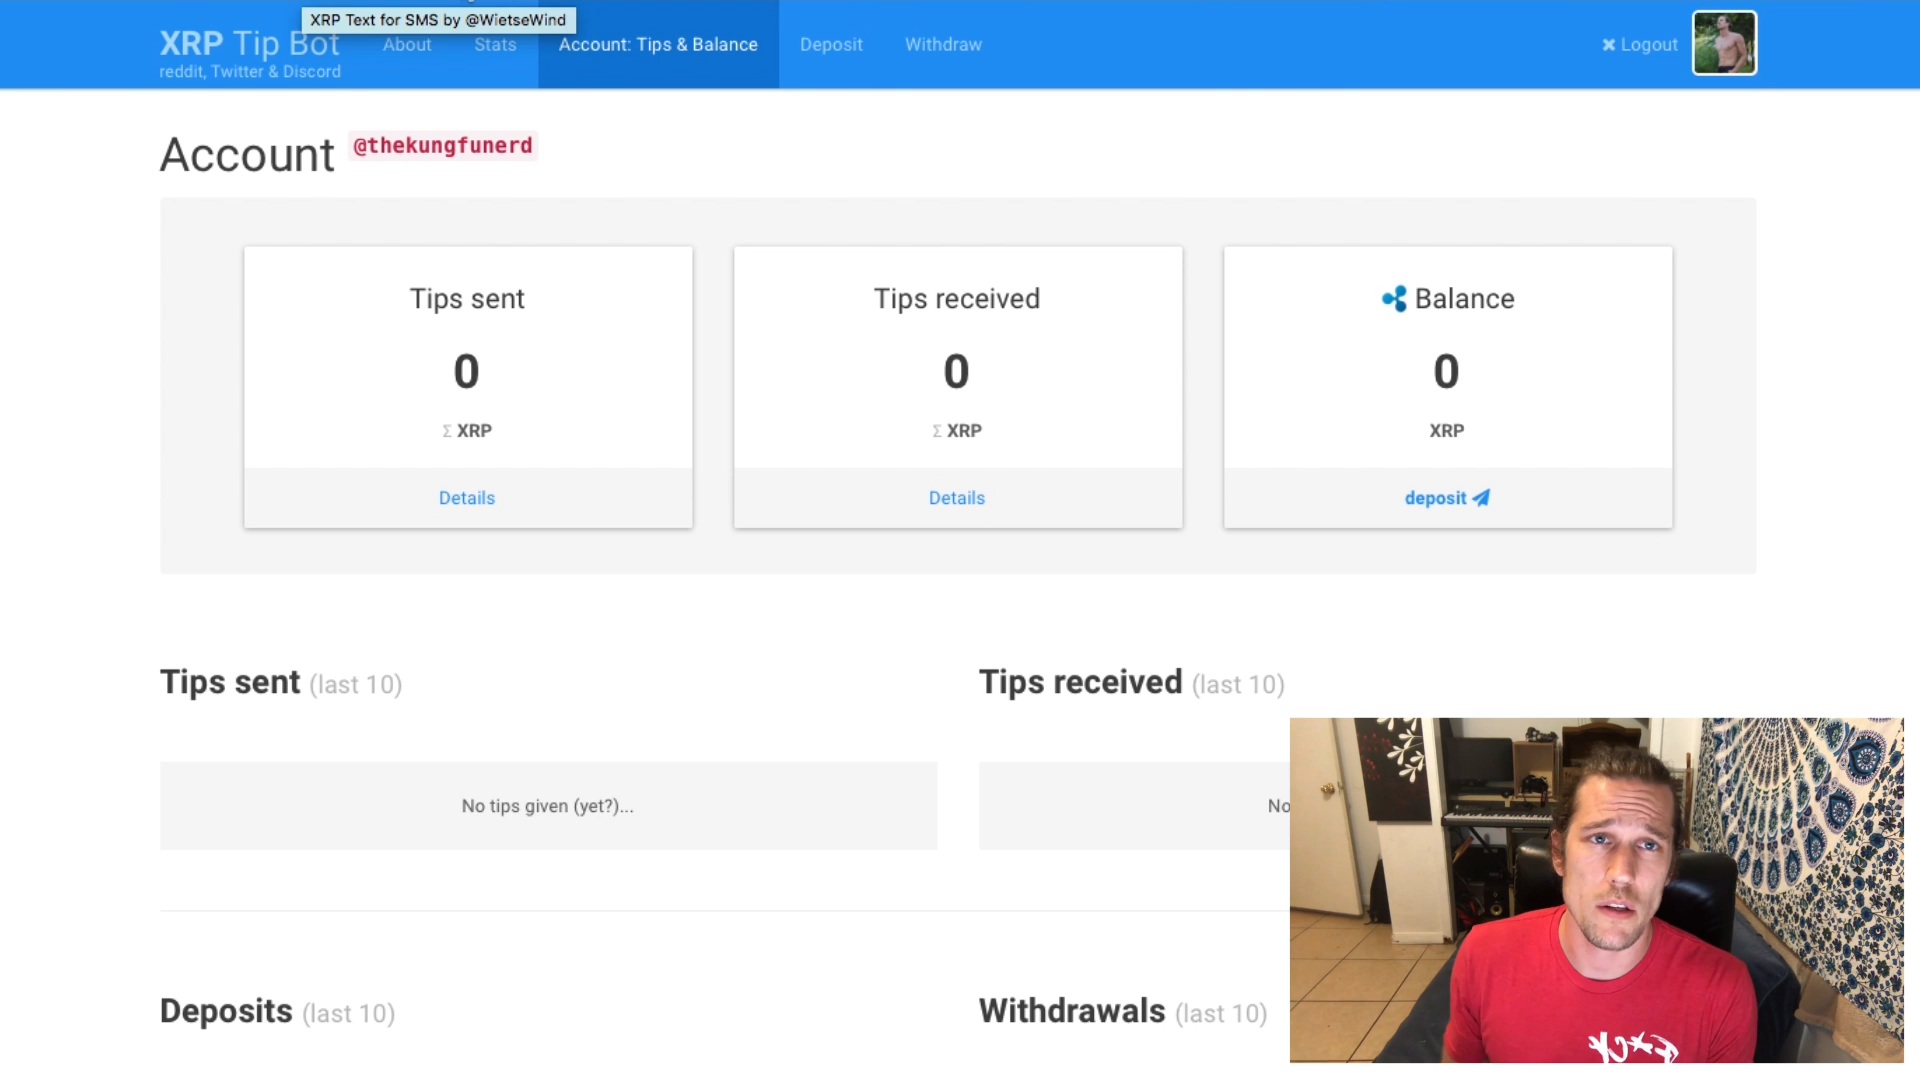 XRP Text for SMS by @WietseWind
XRP Tip Bot
reddit, Twitter & Discord
About
Stats
Account: Tips & Balance
Deposit
Withdraw
Logout
Account @thekungfunerd
Tips sent
0
Σ XRP
Details
Tips received
0
Σ XRP
Details
Balance
0
XRP
deposit
Tips sent (last 10)
No tips given (yet?)...
Tips received (last 10)
No
Deposits (last 10)
Withdrawals (last 10)